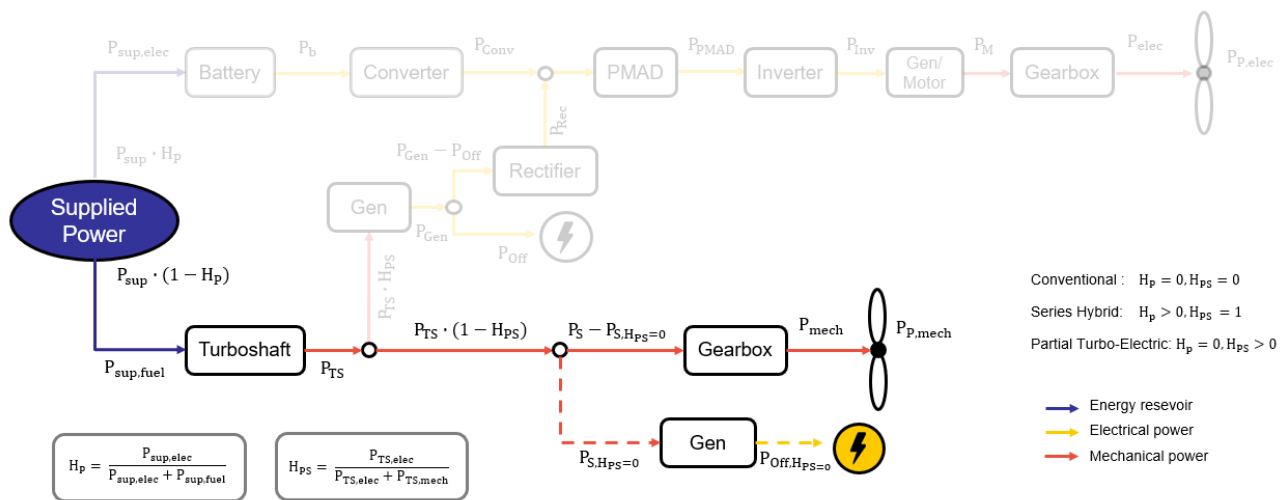 P_sup,elec
Battery
P_b
Converter
P_Conv
PMAD
P_PMAD
Inverter
P_Inv
Gen/
Motor
P_M
Gearbox
P_elec
P_P,elec
P_sup · H_P
P_Rec
P_Gen − P_Off
Rectifier
Supplied
Power
Gen
P_Gen
P_Off
P_TS · H_PS
P_sup · (1 − H_P)
P_sup,fuel
Turboshaft
P_TS
P_TS · (1 − H_PS)
P_S − P_S,H_PS=0
Gearbox
P_mech
P_P,mech
P_S,H_PS=0
Gen
P_Off,H_PS=0
Conventional : H_P = 0, H_PS = 0
Series Hybrid: H_P > 0, H_PS = 1
Partial Turbo-Electric: H_P = 0, H_PS > 0
Energy resevoir
Electrical power
Mechanical power
H_P = P_sup,elec / (P_sup,elec + P_sup,fuel)
H_PS = P_TS,elec / (P_TS,elec + P_TS,mech)